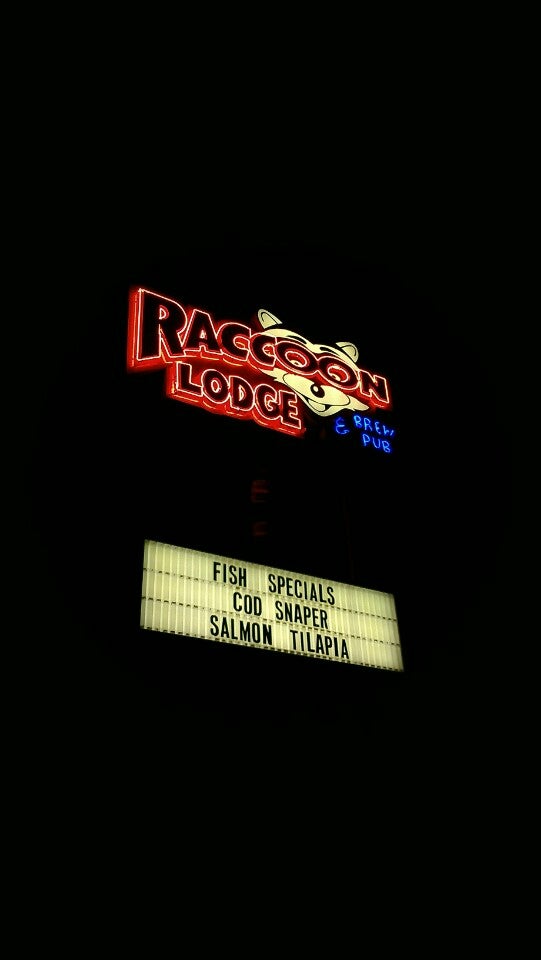 RACCOON
LODGE
& BREW
PUB
FISH SPECIALS
COD SNAPER
SALMON TILAPIA